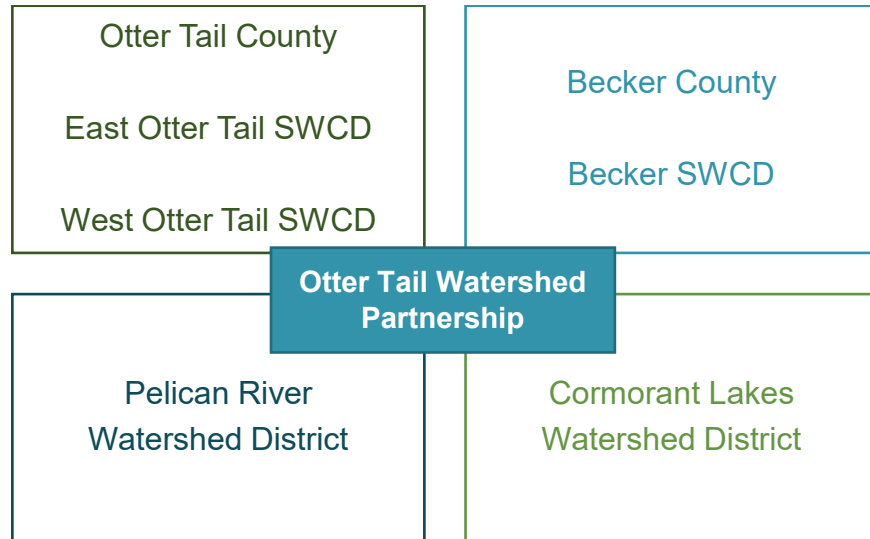 Otter Tail County
East Otter Tail SWCD
West Otter Tail SWCD
Becker County
Becker SWCD
Otter Tail Watershed
Partnership
Pelican River
Watershed District
Cormorant Lakes
Watershed District